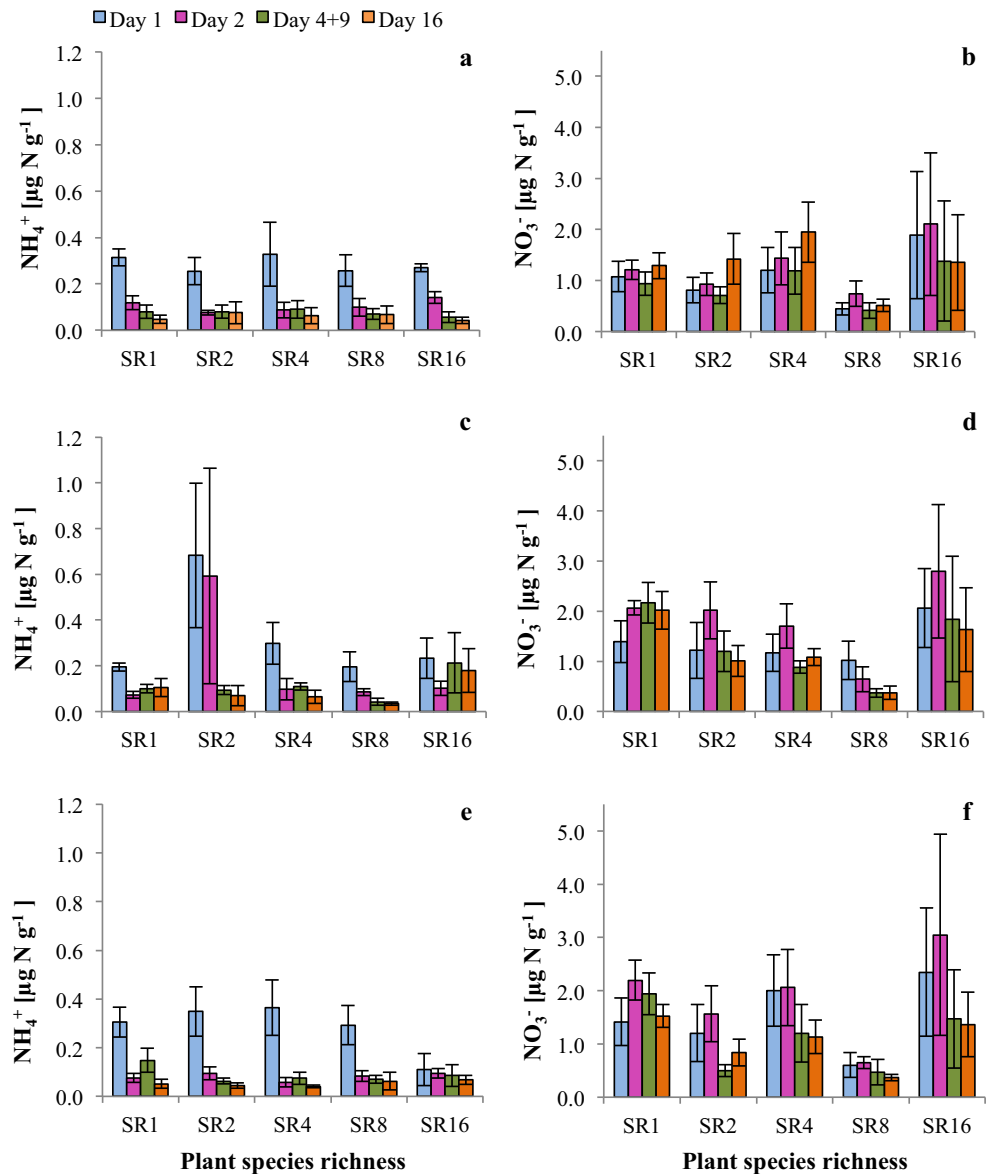 Day 1 Day 2 Day 4+9 Day 16
a
NH₄⁺ [µg N g⁻¹ ]
1.2
1.0
0.8
0.6
0.4
0.2
0.0
SR1 SR2 SR4 SR8 SR16
b
NO₃⁻ [µg N g⁻¹ ]
5.0
4.0
3.0
2.0
1.0
0.0
SR1 SR2 SR4 SR8 SR16
c
NH₄⁺ [µg N g⁻¹ ]
1.2
1.0
0.8
0.6
0.4
0.2
0.0
SR1 SR2 SR4 SR8 SR16
d
NO₃⁻ [µg N g⁻¹ ]
5.0
4.0
3.0
2.0
1.0
0.0
SR1 SR2 SR4 SR8 SR16
e
NH₄⁺ [µg N g⁻¹ ]
1.2
1.0
0.8
0.6
0.4
0.2
0.0
SR1 SR2 SR4 SR8 SR16
Plant species richness
f
NO₃⁻ [µg N g⁻¹ ]
5.0
4.0
3.0
2.0
1.0
0.0
SR1 SR2 SR4 SR8 SR16
Plant species richness